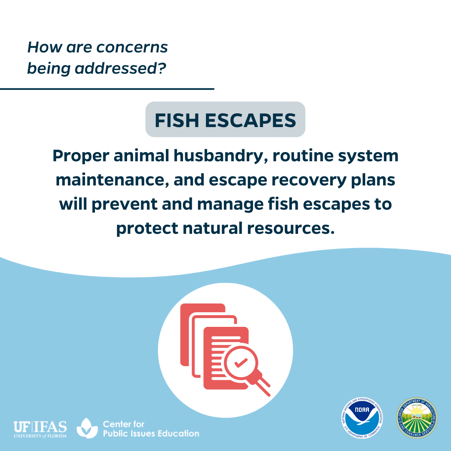 How are concerns
being addressed?
FISH ESCAPES
Proper animal husbandry, routine system
maintenance, and escape recovery plans
will prevent and manage fish escapes to
protect natural resources.
UF|IFAS
UNIVERSITY of FLORIDA
Center for
Public Issues Education
NOAA